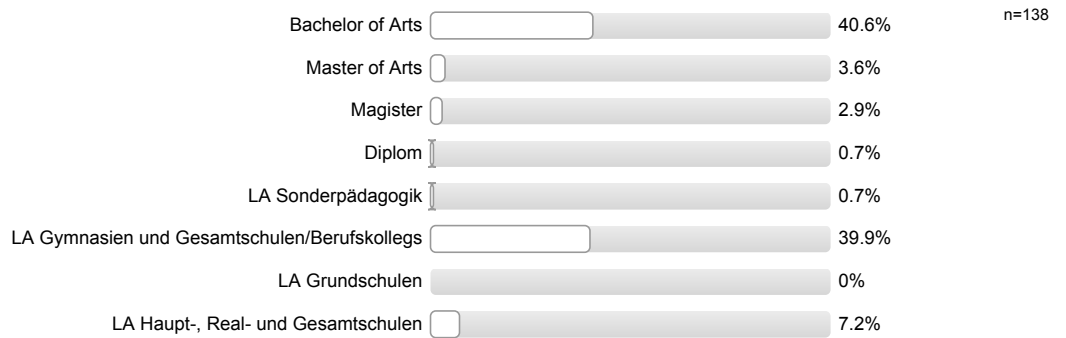 Bachelor of Arts 40.6% n=138
Master of Arts 3.6%
Magister 2.9%
Diplom 0.7%
LA Sonderpädagogik 0.7%
LA Gymnasien und Gesamtschulen/Berufskollegs 39.9%
LA Grundschulen 0%
LA Haupt-, Real- und Gesamtschulen 7.2%